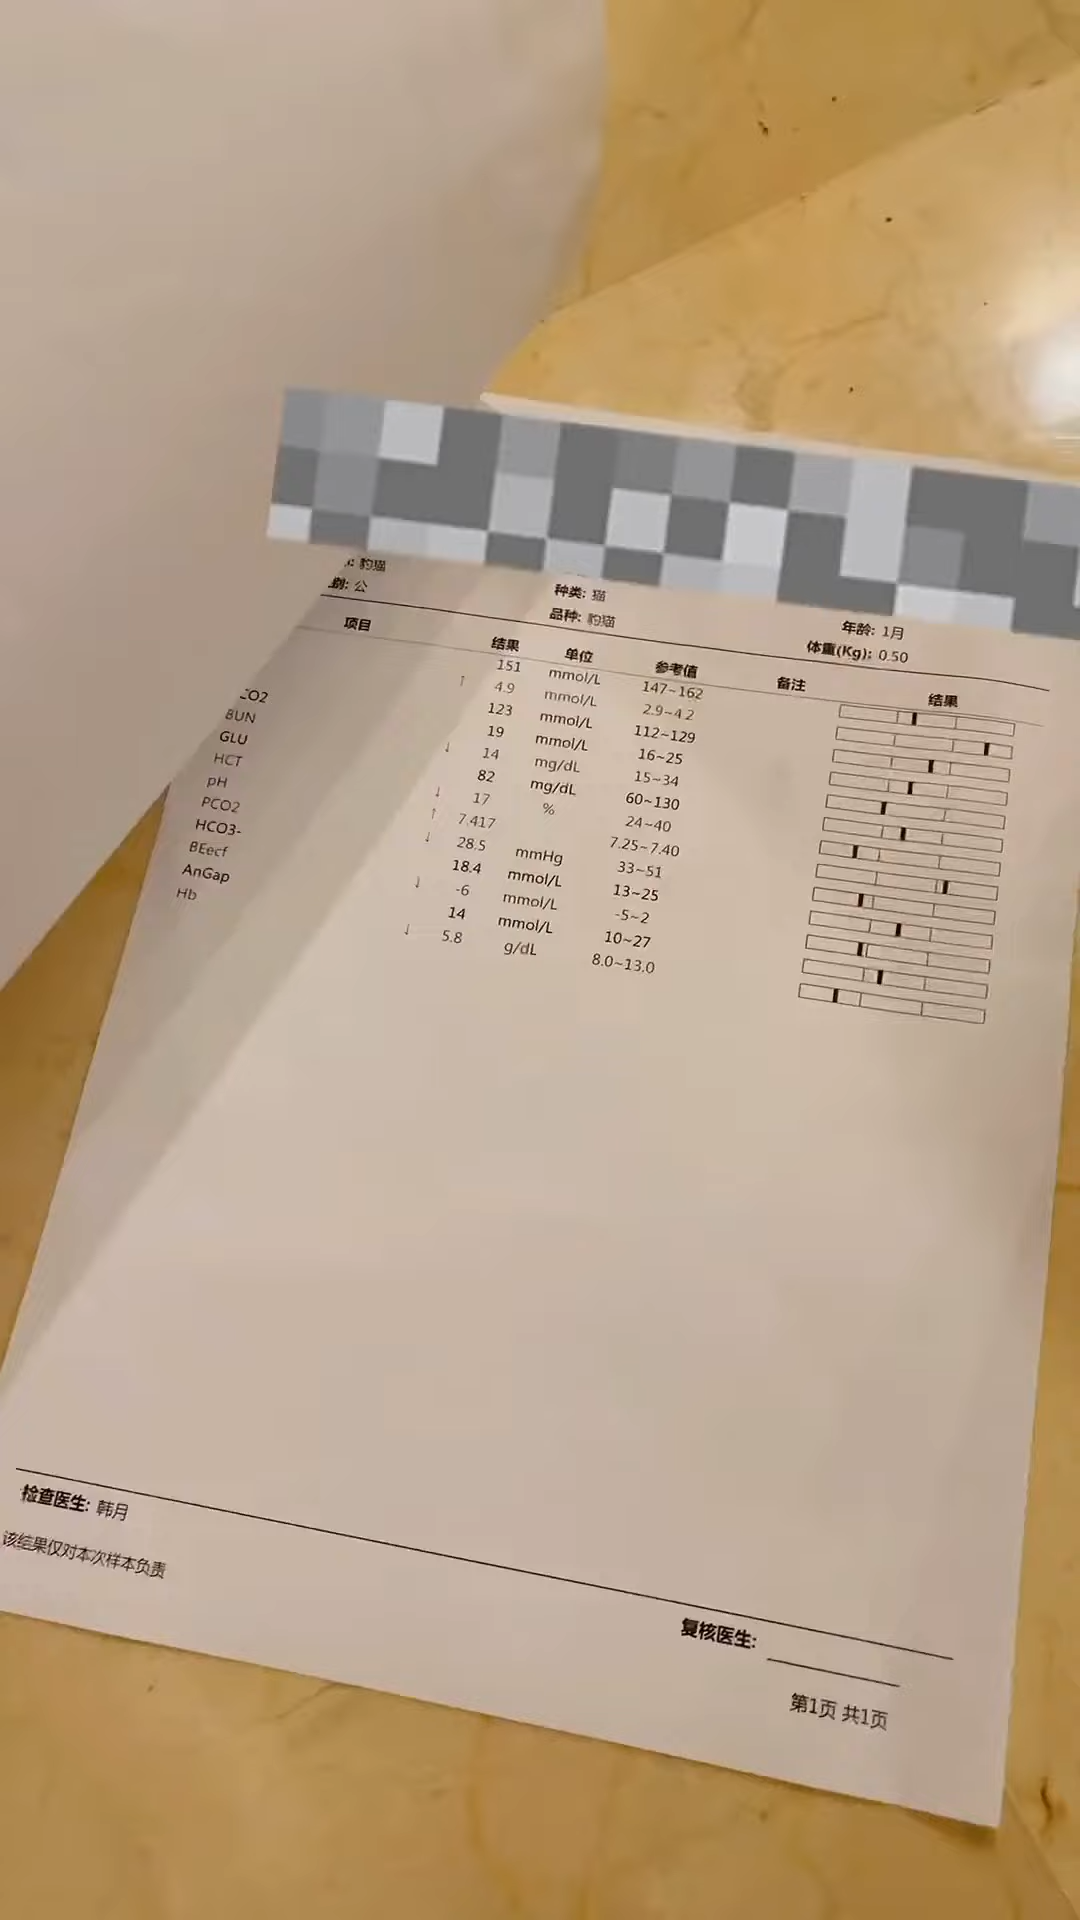 : 豹猫
种类: 猫
年龄: 1月
别: 公
品种: 豹猫
体重(Kg): 0.50
项目 结果 单位 参考值 备注 结果
151 mmol/L 147~162
↑ 4.9 mmol/L 2.9~4.2
123 mmol/L 112~129
CO2 19 mmol/L 16~25
BUN ↓ 14 mg/dL 15~34
GLU 82 mg/dL 60~130
HCT ↓ 17 % 24~40
pH ↑ 7.417 7.25~7.40
PCO2 ↓ 28.5 mmHg 33~51
HCO3- 18.4 mmol/L 13~25
BEecf ↓ -6 mmol/L -5~2
AnGap 14 mmol/L 10~27
Hb ↓ 5.8 g/dL 8.0~13.0
检查医生: 韩月
该结果仅对本次样本负责
复核医生:
第1页 共1页